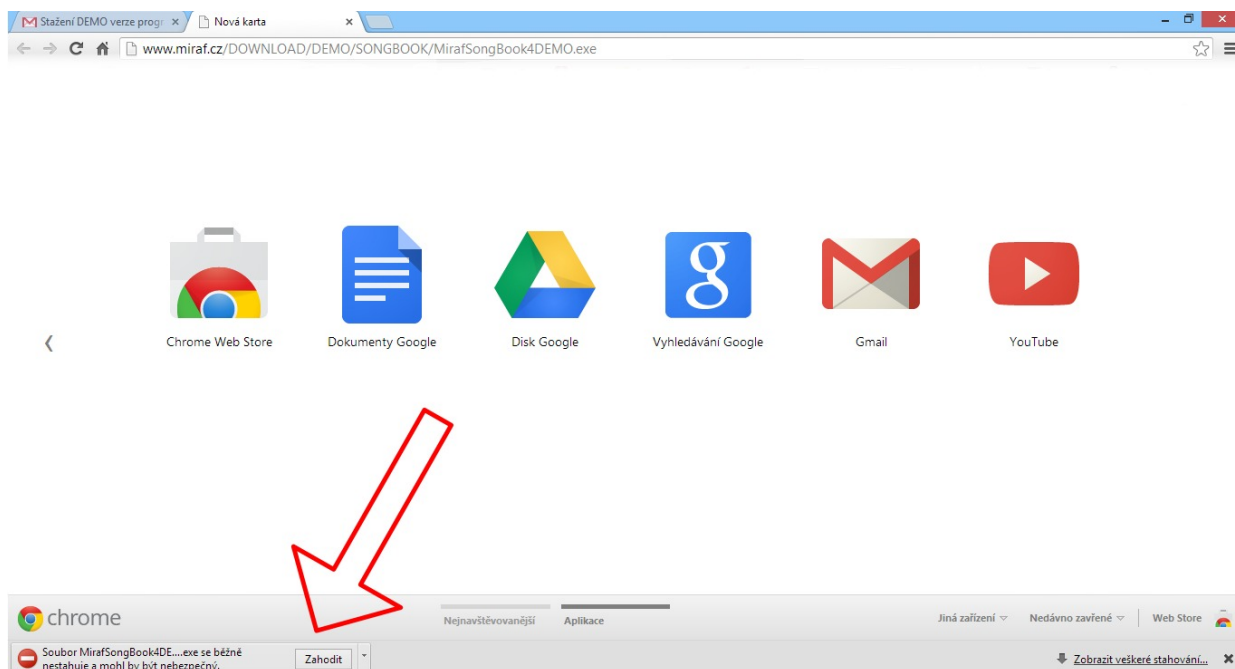 Stažení DEMO verze progr
Nová karta
www.miraf.cz/DOWNLOAD/DEMO/SONGBOOK/MirafSongBook4DEMO.exe
Chrome Web Store
Dokumenty Google
Disk Google
Vyhledávání Google
Gmail
YouTube
chrome
Nejnavštěvovanější
Aplikace
Jiná zařízení
Nedávno zavřené
Web Store
Soubor MirafSongBook4DE....exe se běžně
nestahuje a mohl by být nebezpečný.
Zahodit
Zobrazit veškeré stahování...